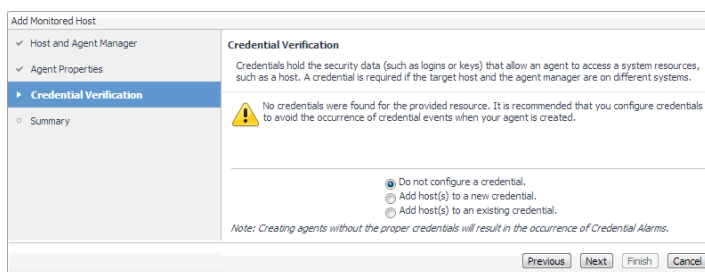 Add Monitored Host
Host and Agent Manager
Agent Properties
Credential Verification
Summary
Credential Verification
Credentials hold the security data (such as logins or keys) that allow an agent to access a system resources,
such as a host. A credential is required if the target host and the agent manager are on different systems.
No credentials were found for the provided resource. It is recommended that you configure credentials
to avoid the occurrence of credential events when your agent is created.
Do not configure a credential.
Add host(s) to a new credential.
Add host(s) to an existing credential.
Note: Creating agents without the proper credentials will result in the occurrence of Credential Alarms.
Previous Next Finish Cancel